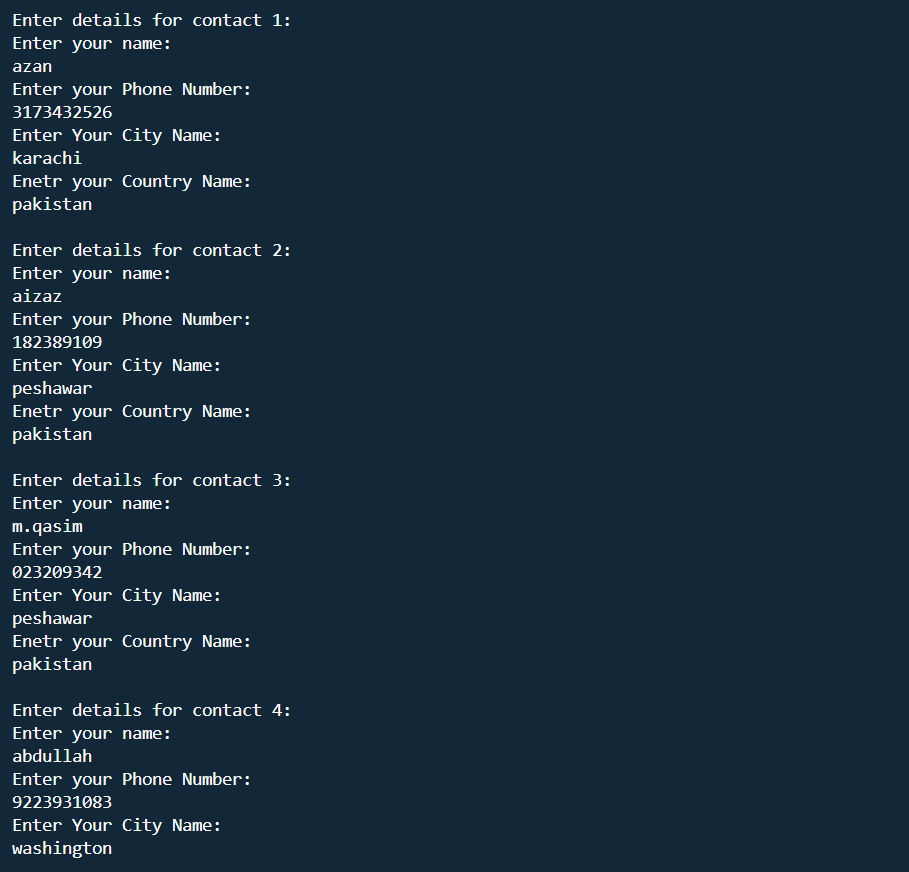 Enter details for contact 1:
Enter your name:
azan
Enter your Phone Number:
3173432526
Enter Your City Name:
karachi
Enetr your Country Name:
pakistan

Enter details for contact 2:
Enter your name:
aizaz
Enter your Phone Number:
182389109
Enter Your City Name:
peshawar
Enetr your Country Name:
pakistan

Enter details for contact 3:
Enter your name:
m.qasim
Enter your Phone Number:
023209342
Enter Your City Name:
peshawar
Enetr your Country Name:
pakistan

Enter details for contact 4:
Enter your name:
abdullah
Enter your Phone Number:
9223931083
Enter Your City Name:
washington